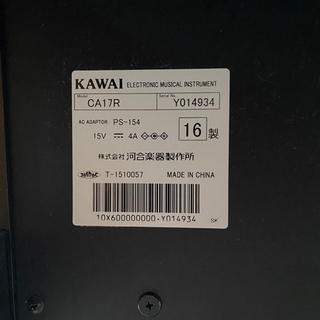 KAWAI ELECTRONIC MUSICAL INSTRUMENT
Model Serial No.
CA17R Y014934
AC ADAPTOR PS-154
15V 4A
16 製
株式会社 河合楽器製作所
T-1510057 MADE IN CHINA
10X600000000-Y014934
SK